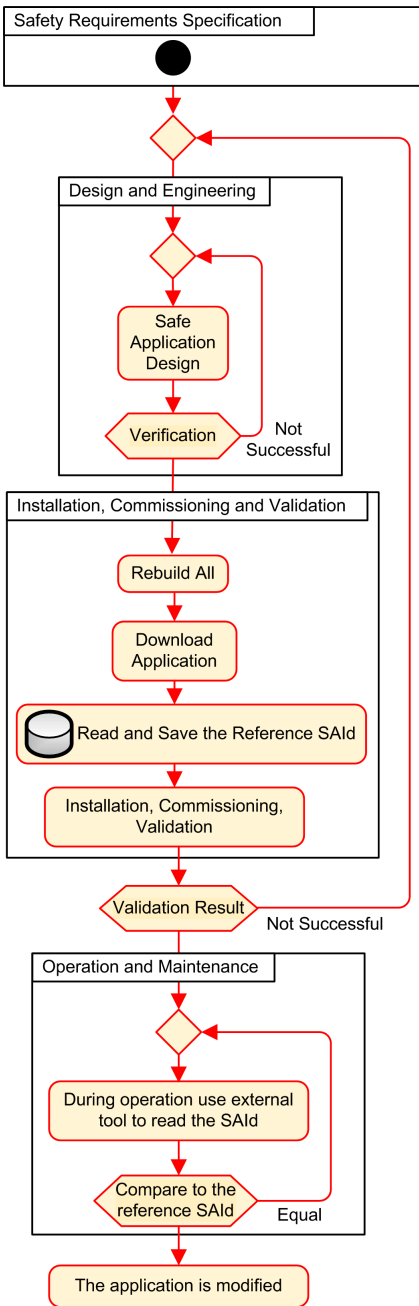 Safety Requirements Specification
Design and Engineering
Safe
Application
Design
Verification
Not
Successful
Installation, Commissioning and Validation
Rebuild All
Download
Application
Read and Save the Reference SAId
Installation, Commissioning,
Validation
Validation Result
Not Successful
Operation and Maintenance
During operation use external
tool to read the SAId
Compare to the
reference SAId
Equal
The application is modified